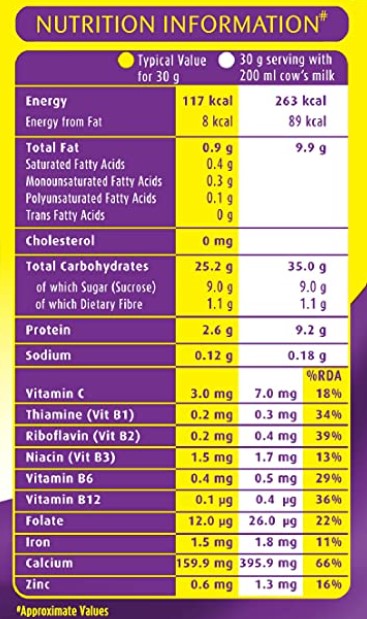 NUTRITION INFORMATION#
Typical Value for 30 g 30 g serving with 200 ml cow's milk
Energy 117 kcal 263 kcal
Energy from Fat 8 kcal 89 kcal
Total Fat 0.9 g 9.9 g
Saturated Fatty Acids 0.4 g
Monounsaturated Fatty Acids 0.3 g
Polyunsaturated Fatty Acids 0.1 g
Trans Fatty Acids 0 g
Cholesterol 0 mg
Total Carbohydrates 25.2 g 35.0 g
of which Sugar (Sucrose) 9.0 g 9.0 g
of which Dietary Fibre 1.1 g 1.1 g
Protein 2.6 g 9.2 g
Sodium 0.12 g 0.18 g
%RDA
Vitamin C 3.0 mg 7.0 mg 18%
Thiamine (Vit B1) 0.2 mg 0.3 mg 34%
Riboflavin (Vit B2) 0.2 mg 0.4 mg 39%
Niacin (Vit B3) 1.5 mg 1.7 mg 13%
Vitamin B6 0.4 mg 0.5 mg 29%
Vitamin B12 0.1 µg 0.4 µg 36%
Folate 12.0 µg 26.0 µg 22%
Iron 1.5 mg 1.8 mg 11%
Calcium 159.9 mg 395.9 mg 66%
Zinc 0.6 mg 1.3 mg 16%
#Approximate Values